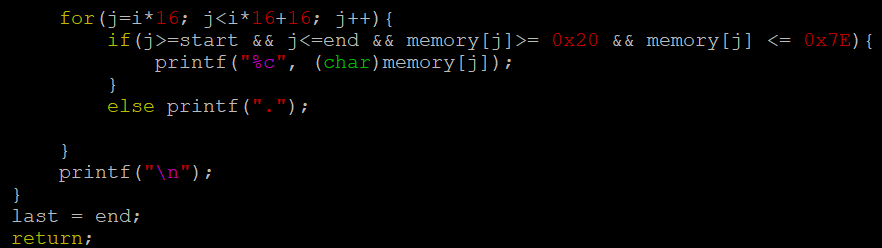 for(j=i*16; j<i*16+16; j++){
if(j>=start && j<=end && memory[j]>= 0x20 && memory[j] <= 0x7E){
printf("%c", (char)memory[j]);
}
else printf(".");
}
printf("\n");
}
last = end;
return;